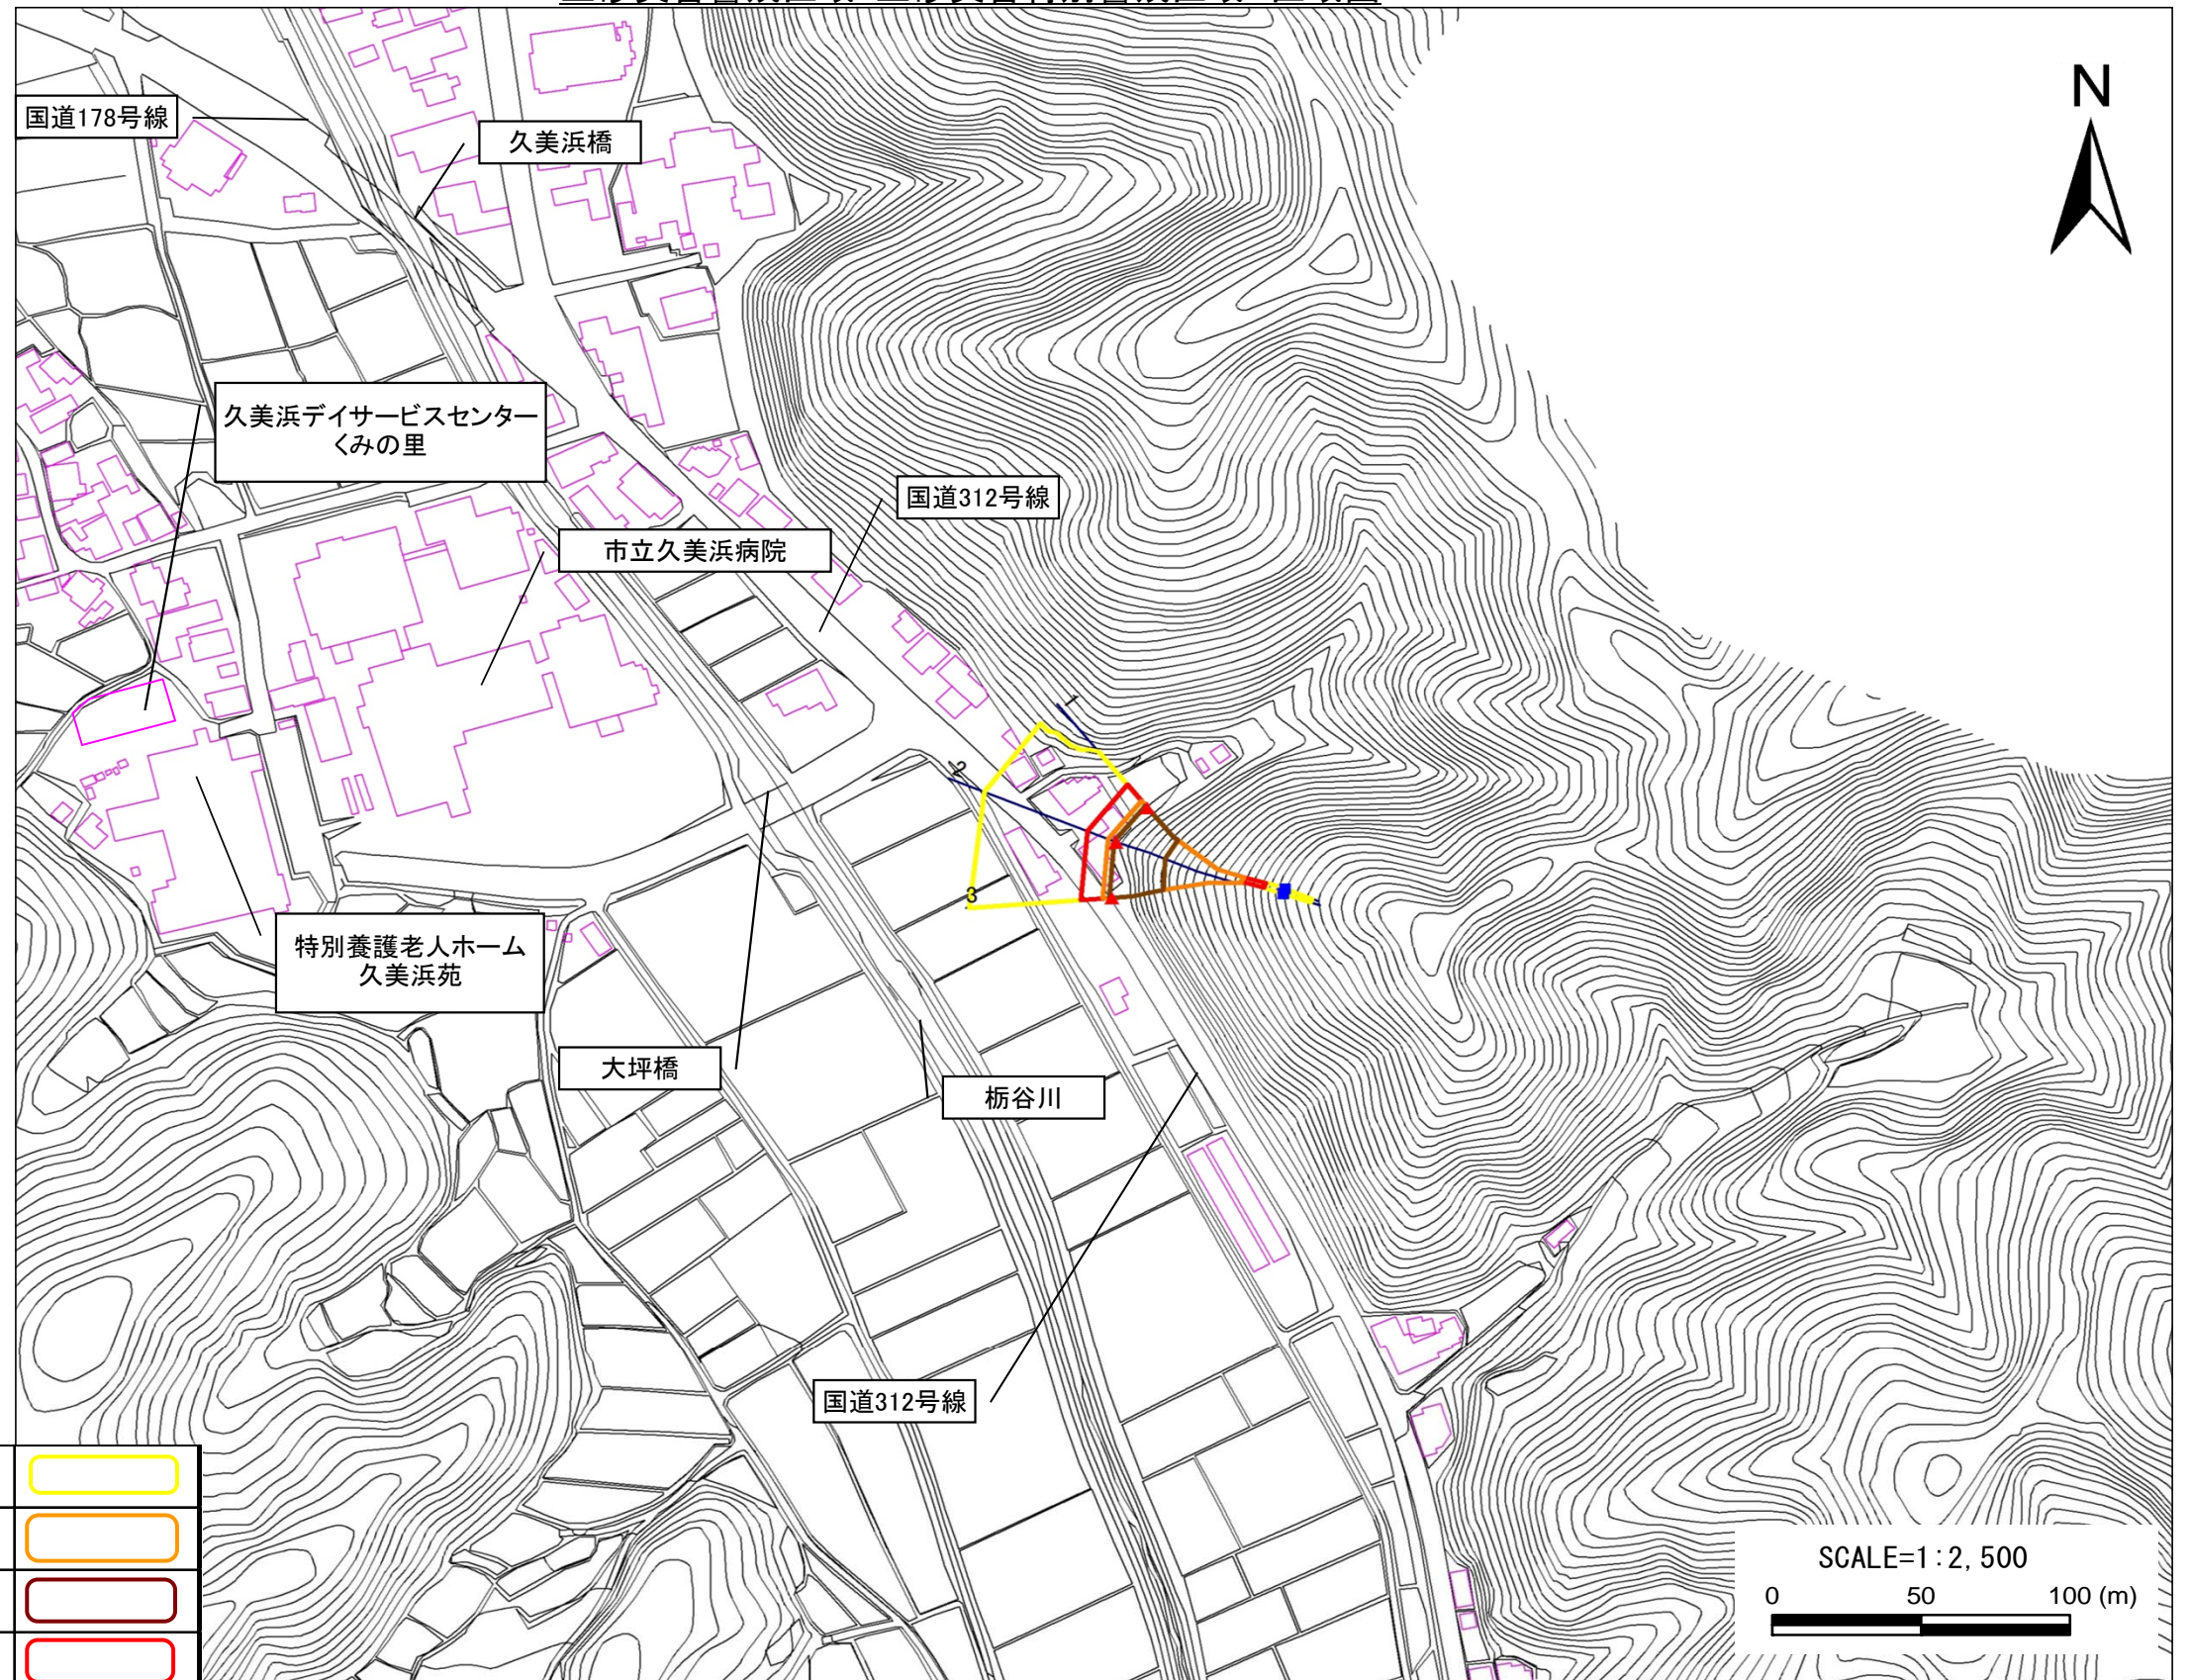 N
国道178号線
久美浜橋
久美浜デイサービスセンター
くみの里
国道312号線
市立久美浜病院
1
2
3
特別養護老人ホーム
久美浜苑
大坪橋
栃谷川
国道312号線
SCALE=1:2,500
0 50 100 (m)